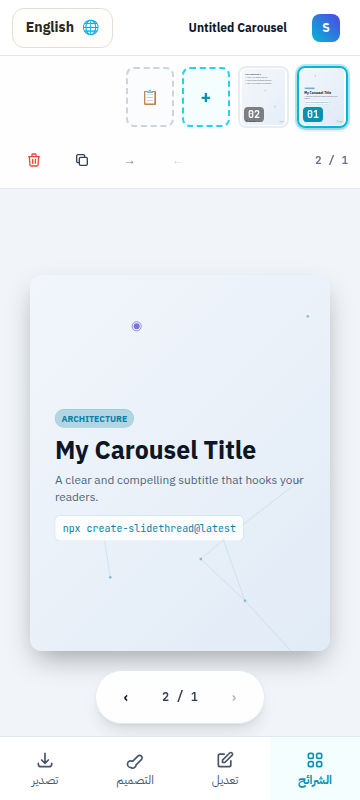 English 🌐
Untitled Carousel
S
📋
+
02
01
→
←
2 / 1
ARCHITECTURE
My Carousel Title
A clear and compelling subtitle that hooks your
readers.
npx create-slidethread@latest
‹ 2 / 1 ›
الشرائح
تعديل
التصميم
تصدير